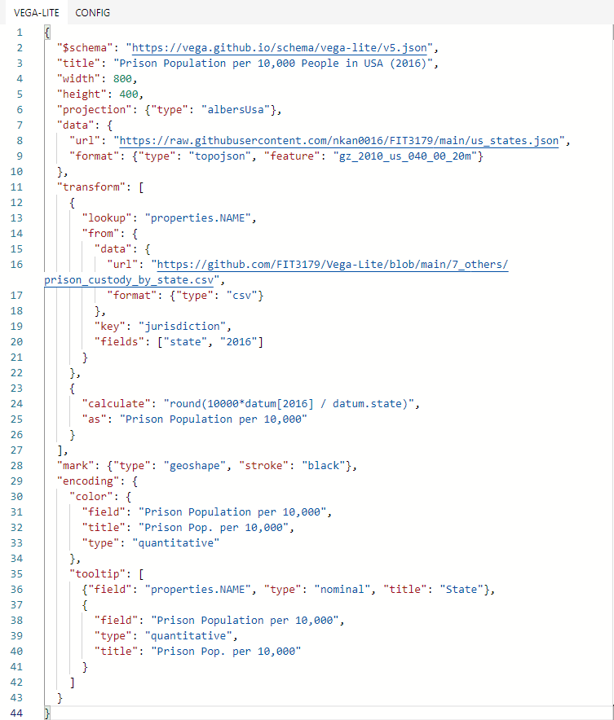 VEGA-LITE CONFIG
1 {
2 "$schema": "https://vega.github.io/schema/vega-lite/v5.json",
3 "title": "Prison Population per 10,000 People in USA (2016)",
4 "width": 800,
5 "height": 400,
6 "projection": {"type": "albersUsa"},
7 "data": {
8 "url": "https://raw.githubusercontent.com/nkan0016/FIT3179/main/us_states.json",
9 "format": {"type": "topojson", "feature": "gz_2010_us_040_00_20m"}
10 },
11 "transform": [
12 {
13 "lookup": "properties.NAME",
14 "from": {
15 "data": {
16 "url": "https://github.com/FIT3179/Vega-Lite/blob/main/7_others/
prison_custody_by_state.csv",
17 "format": {"type": "csv"}
18 },
19 "key": "jurisdiction",
20 "fields": ["state", "2016"]
21 }
22 },
23 {
24 "calculate": "round(10000*datum[2016] / datum.state)",
25 "as": "Prison Population per 10,000"
26 }
27 ],
28 "mark": {"type": "geoshape", "stroke": "black"},
29 "encoding": {
30 "color": {
31 "field": "Prison Population per 10,000",
32 "title": "Prison Pop. per 10,000",
33 "type": "quantitative"
34 },
35 "tooltip": [
36 {"field": "properties.NAME", "type": "nominal", "title": "State"},
37 {
38 "field": "Prison Population per 10,000",
39 "type": "quantitative",
40 "title": "Prison Pop. per 10,000"
41 }
42 ]
43 }
44 }